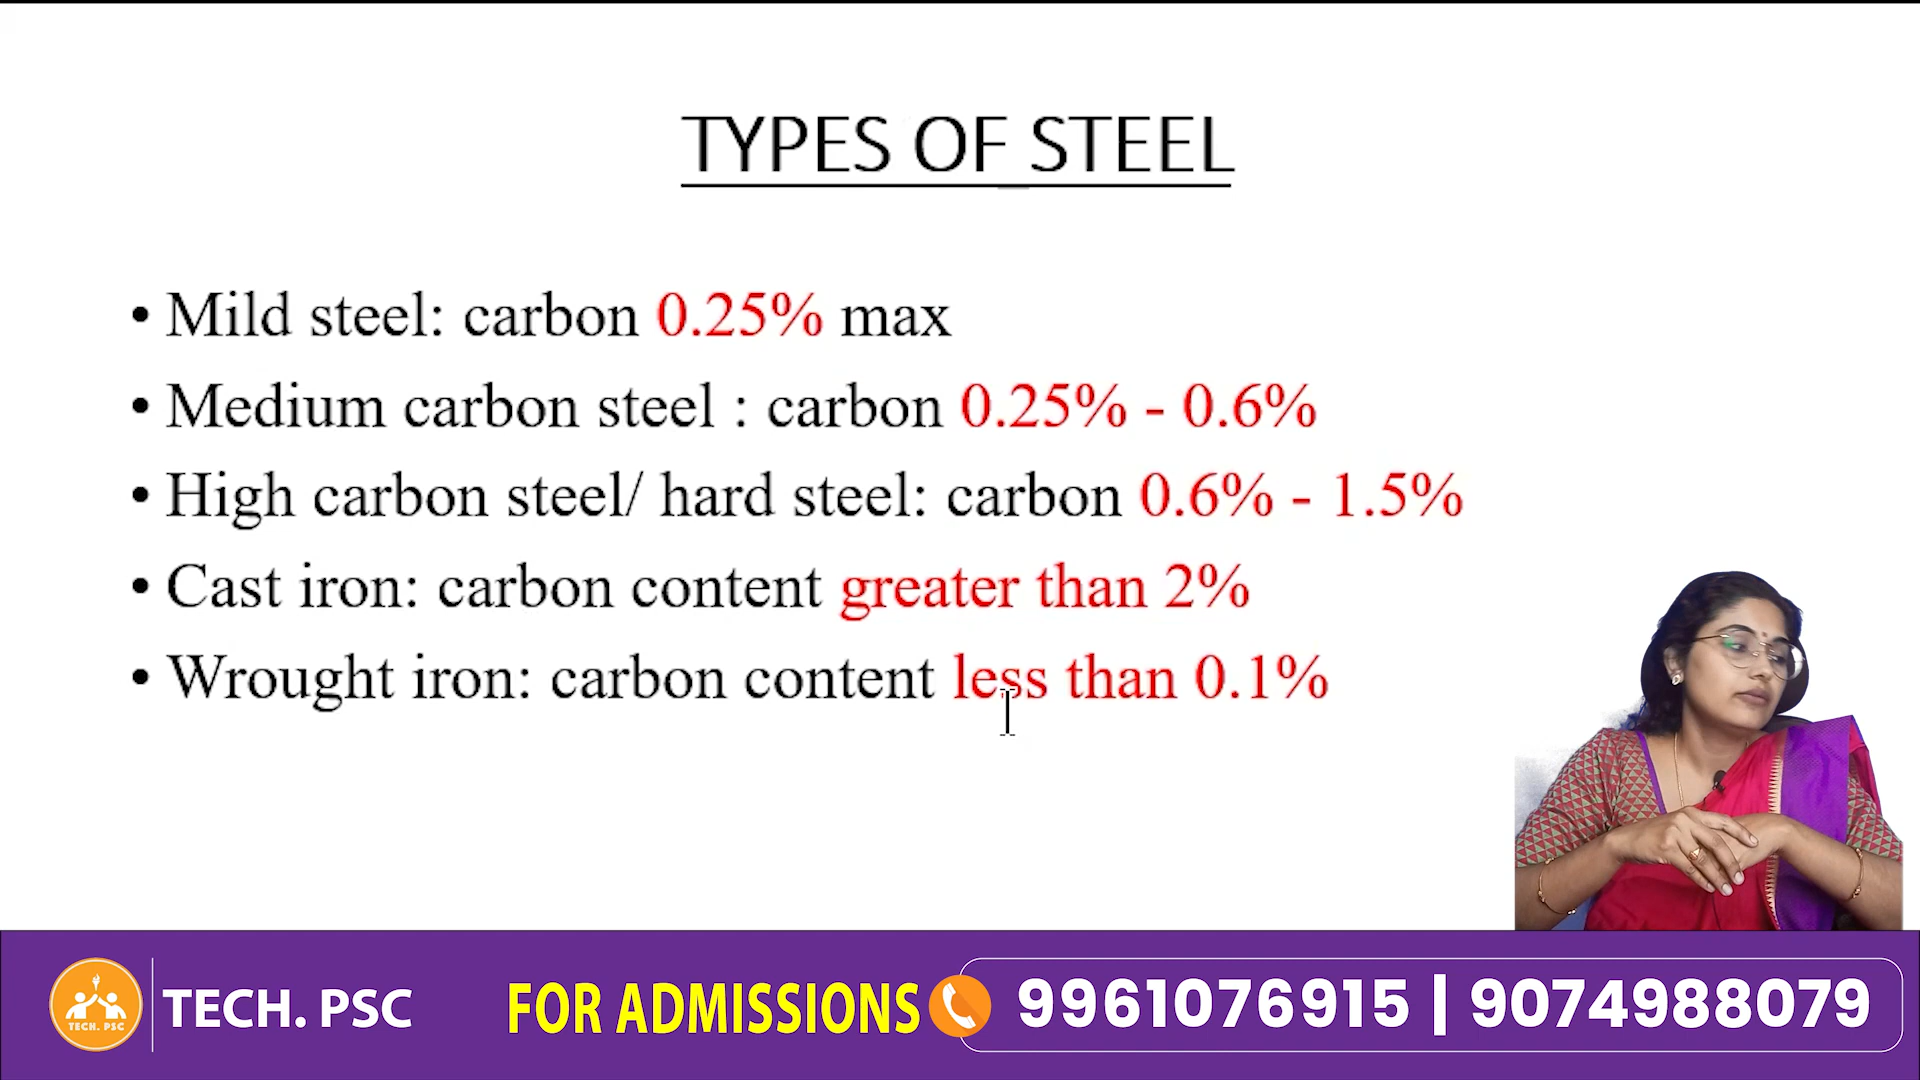 TYPES OF STEEL
• Mild steel: carbon 0.25% max
• Medium carbon steel : carbon 0.25% - 0.6%
• High carbon steel/ hard steel: carbon 0.6% - 1.5%
• Cast iron: carbon content greater than 2%
• Wrought iron: carbon content less than 0.1%
TECH. PSC
TECH. PSC
FOR ADMISSIONS
9961076915 | 9074988079